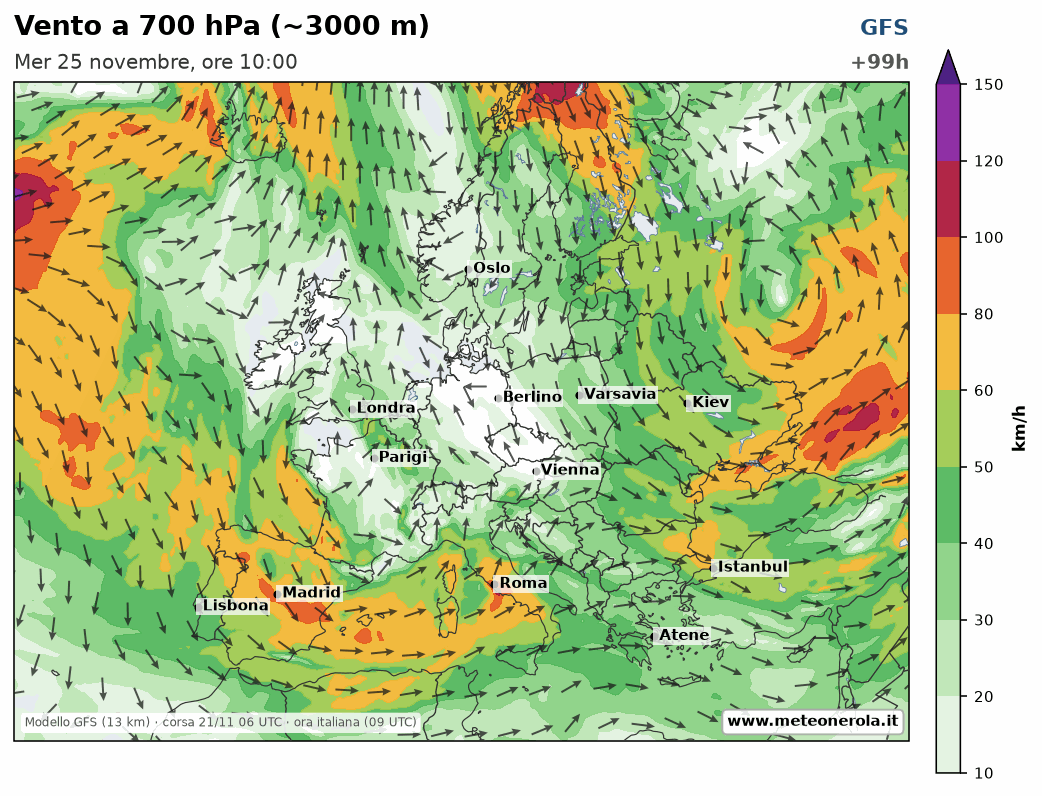 Vento a 700 hPa (~3000 m)
GFS
Mer 25 novembre, ore 10:00
+99h
150
120
100
80
60
50
40
30
20
10
km/h
Oslo
Berlino
Varsavia
Kiev
Londra
Parigi
Vienna
Istanbul
Roma
Madrid
Lisbona
Atene
Modello GFS (13 km) · corsa 21/11 06 UTC · ora italiana (09 UTC)
www.meteonerola.it